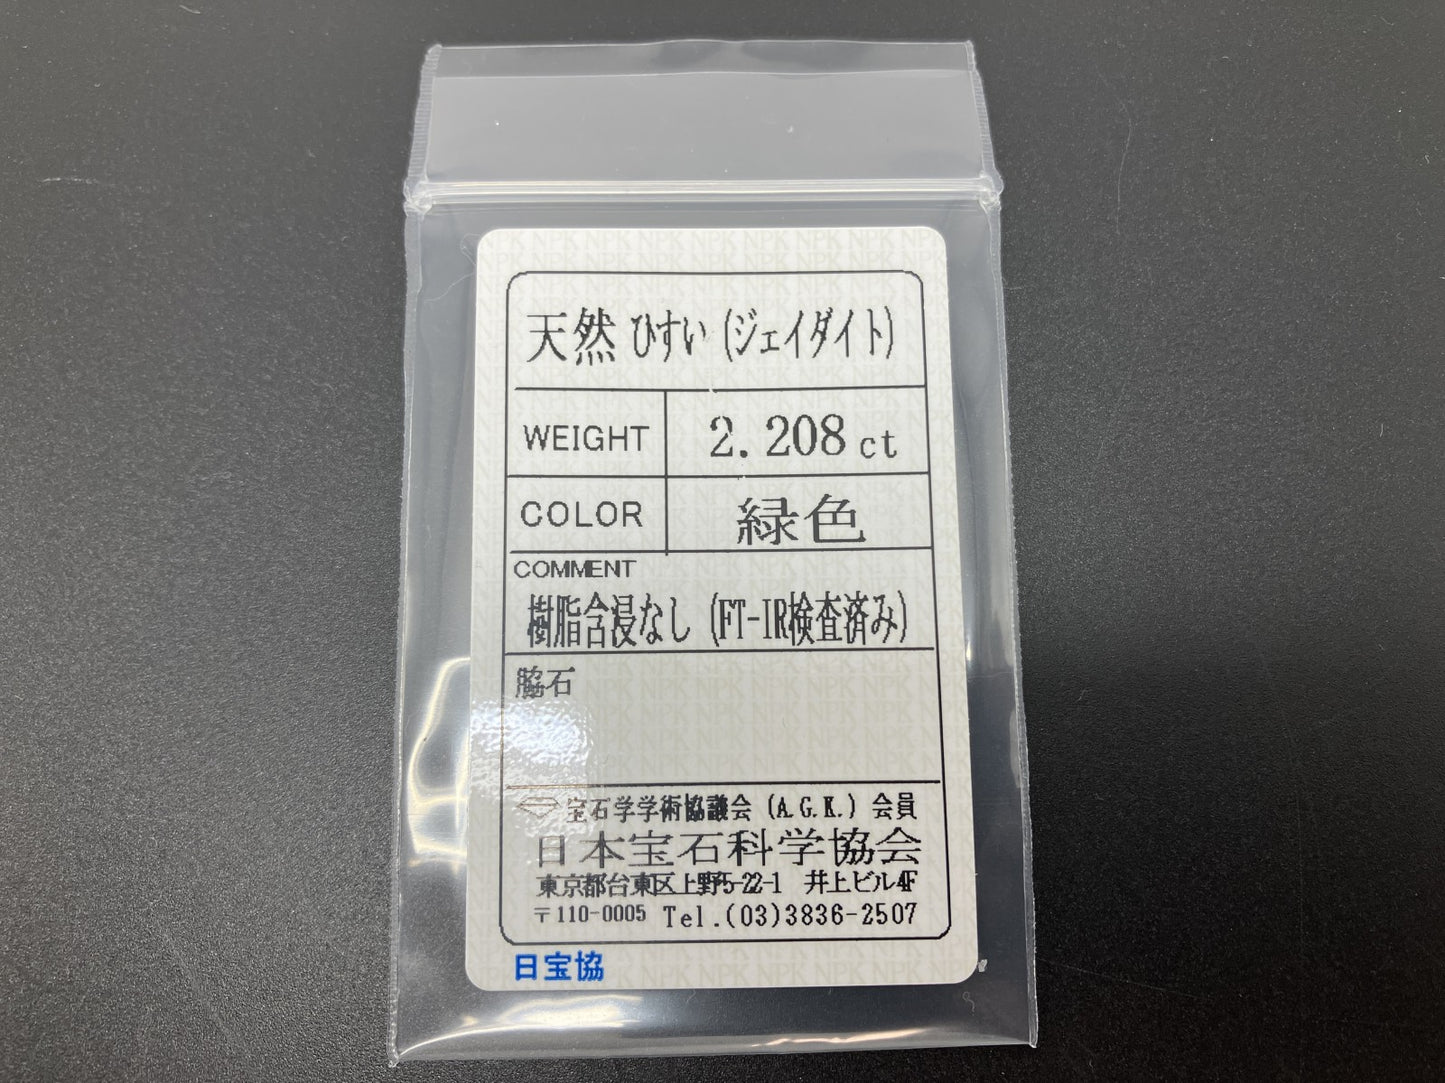 天然 ひすい (ジェイダイト)
WEIGHT 2.208ct
COLOR 緑色
COMMENT
樹脂含浸なし (FT-IR検査済み)
脇石
宝石学学術協議会 (A.G.K.) 会員
日本宝石科学協会
東京都台東区上野5-22-1 井上ビル4F
〒110-0005 Tel.(03)3836-2507
日宝協